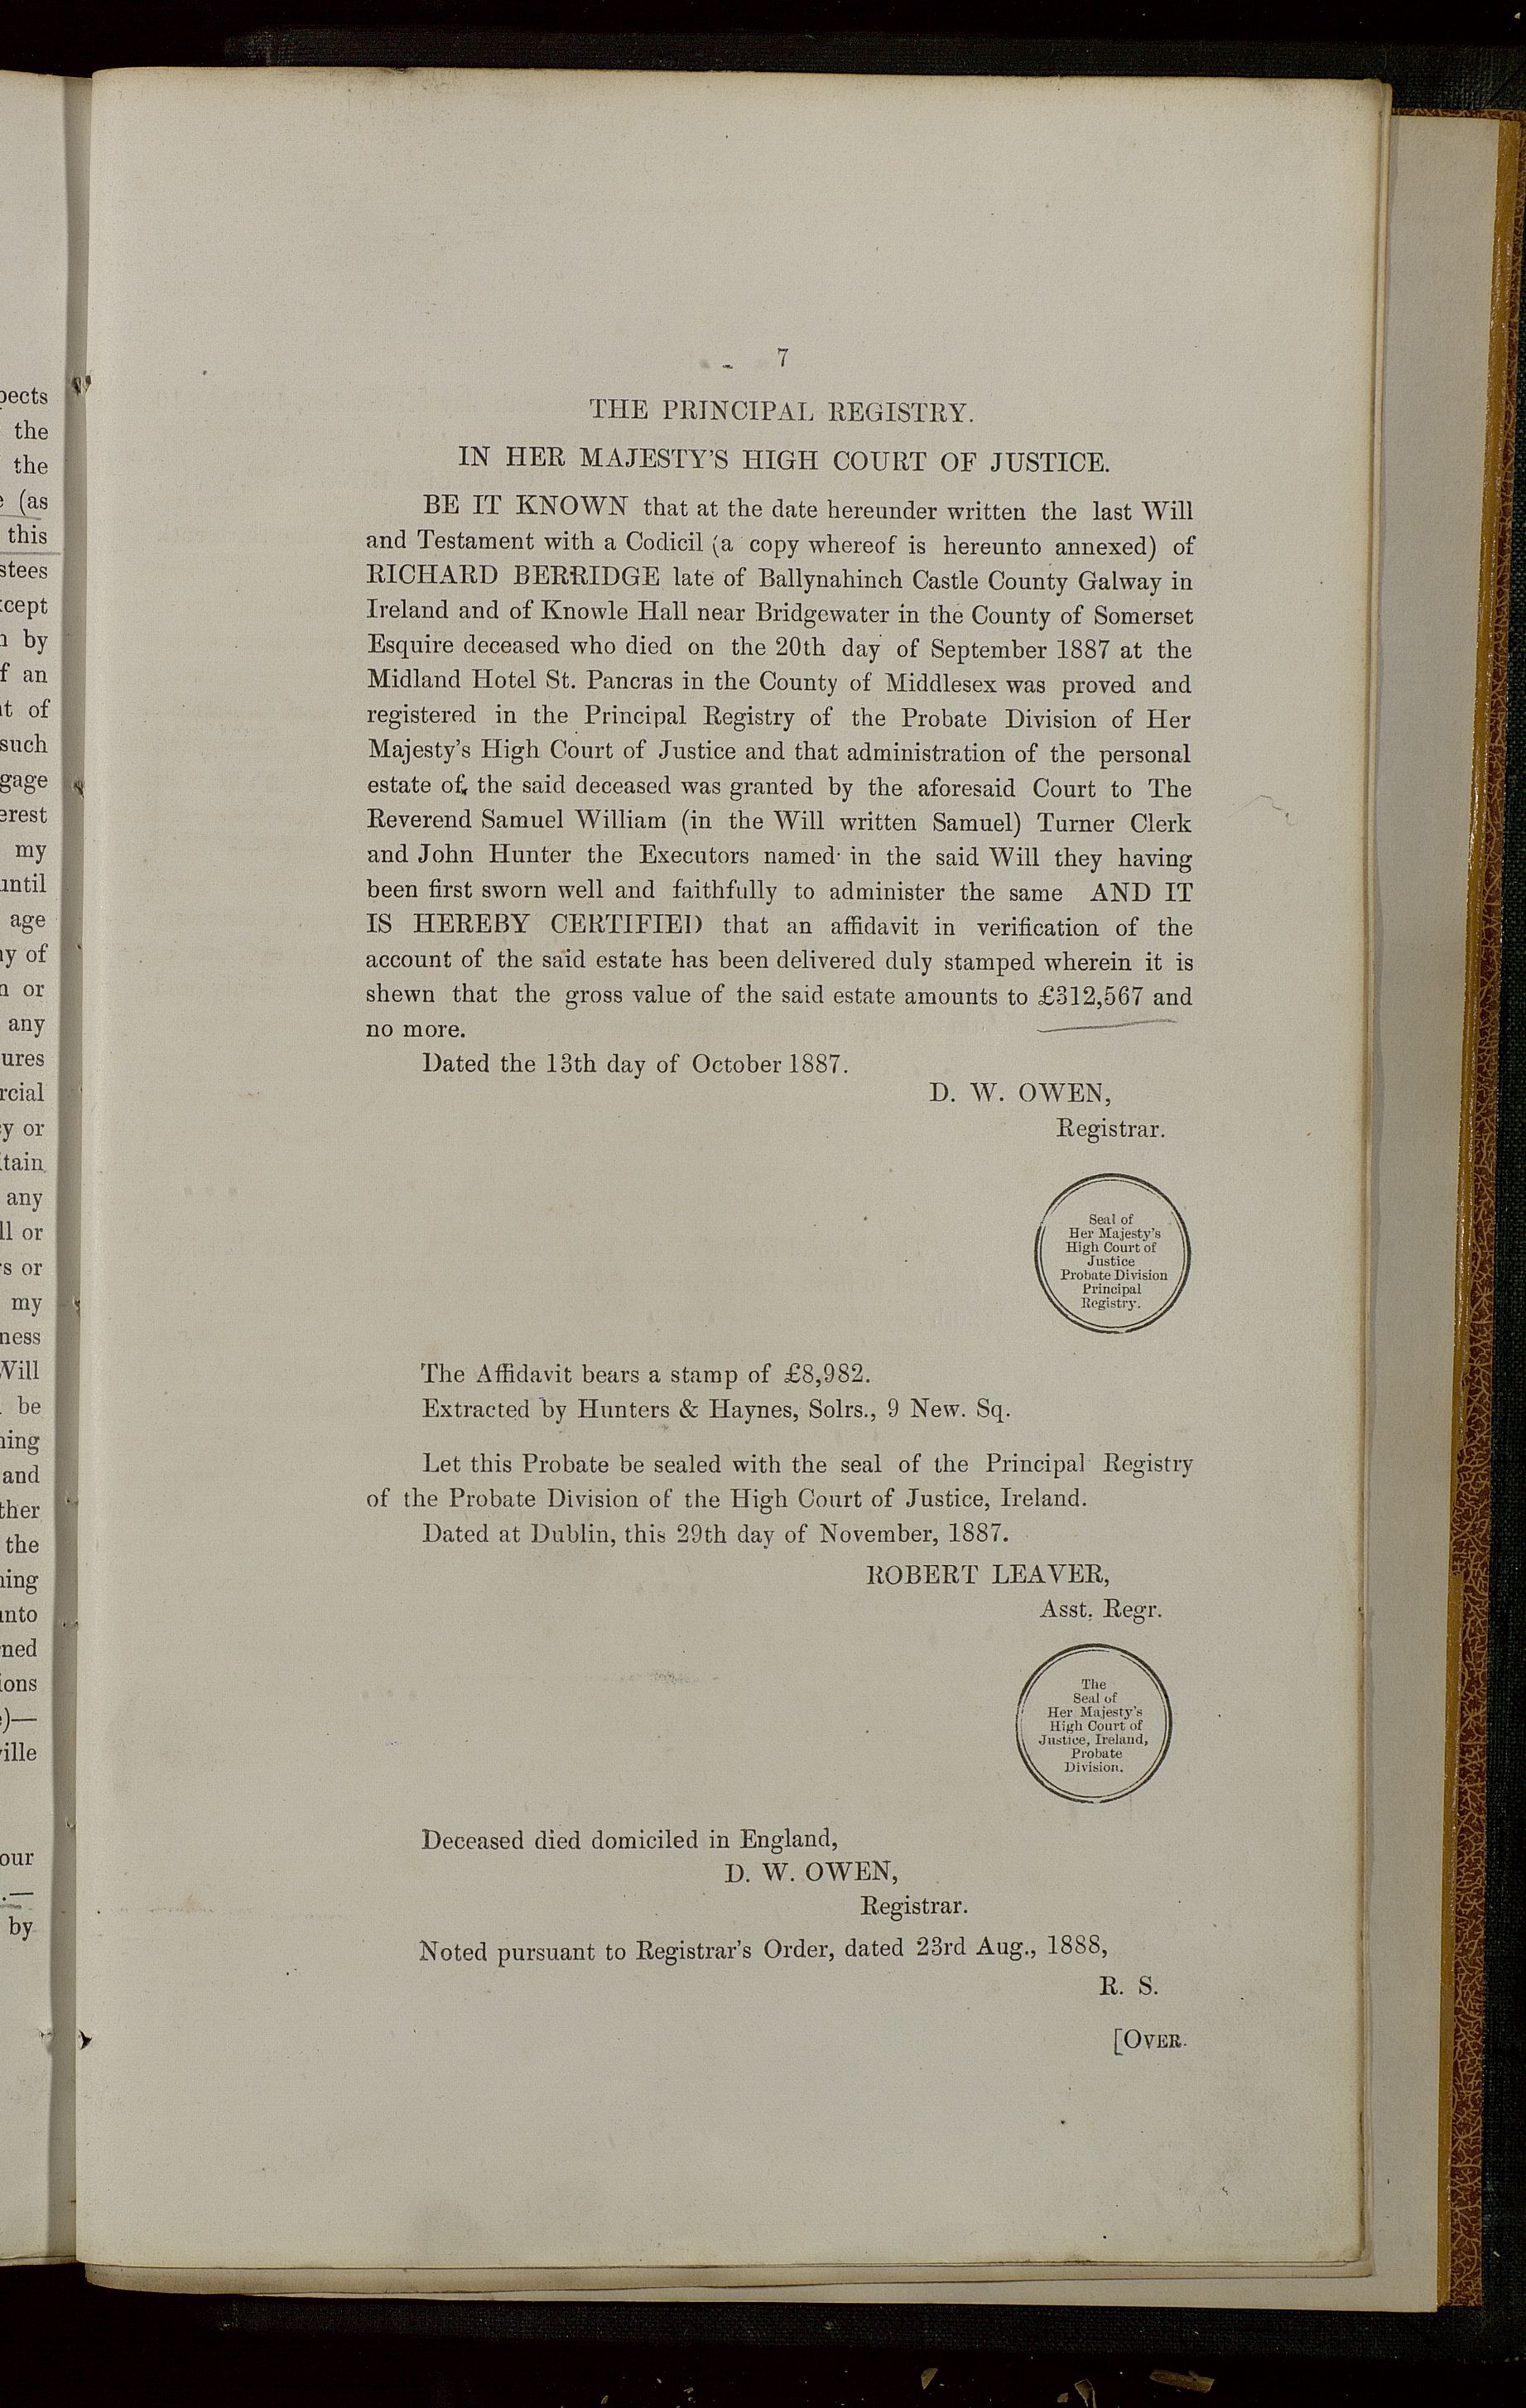 7
THE PRINCIPAL REGISTRY.
IN HER MAJESTY'S HIGH COURT OF JUSTICE.
BE IT KNOWN that at the date hereunder written the last Will
and Testament with a Codicil (a copy whereof is hereunto annexed) of
RICHARD BERRIDGE late of Ballynahinch Castle County Galway in
Ireland and of Knowle Hall near Bridgewater in the County of Somerset
Esquire deceased who died on the 20th day of September 1887 at the
Midland Hotel St. Pancras in the County of Middlesex was proved and
registered in the Principal Registry of the Probate Division of Her
Majesty's High Court of Justice and that administration of the personal
estate of the said deceased was granted by the aforesaid Court to The
Reverend Samuel William (in the Will written Samuel) Turner Clerk
and John Hunter the Executors named in the said Will they having
been first sworn well and faithfully to administer the same AND IT
IS HEREBY CERTIFIED that an affidavit in verification of the
account of the said estate has been delivered duly stamped wherein it is
shewn that the gross value of the said estate amounts to £312,567 and
no more.
Dated the 13th day of October 1887.
D. W. OWEN,
Registrar.
Seal of
Her Majesty's
High Court of
Justice
Probate Division
Principal
Registry.
The Affidavit bears a stamp of £8,982.
Extracted by Hunters & Haynes, Solrs., 9 New. Sq.
Let this Probate be sealed with the seal of the Principal Registry
of the Probate Division of the High Court of Justice, Ireland.
Dated at Dublin, this 29th day of November, 1887.
ROBERT LEAVER,
Asst. Regr.
The
Seal of
Her Majesty's
High Court of
Justice, Ireland,
Probate
Division.
Deceased died domiciled in England,
D. W. OWEN,
Registrar.
Noted pursuant to Registrar's Order, dated 23rd Aug., 1888,
R. S.
[OVER.